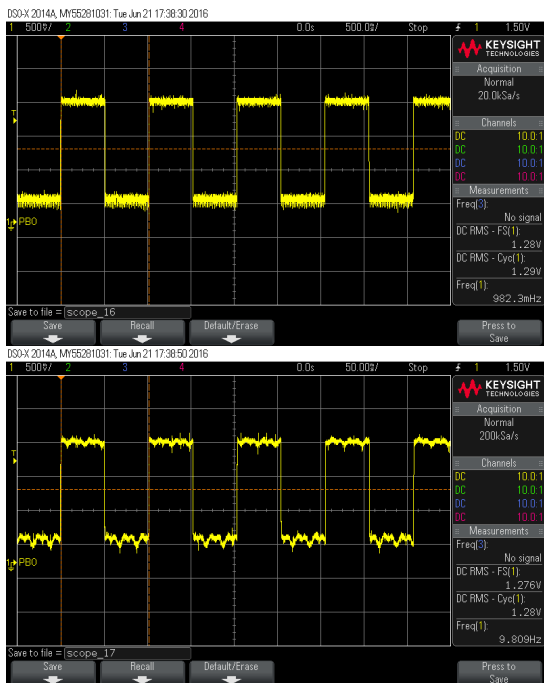 DSO-X 2014A, MY55281031: Tue Jun 21 17:38:30 2016
1 500%/ 2 3 4 0.0s 500.0%/ Stop 1 1.50V
KEYSIGHT
TECHNOLOGIES
Acquisition
Normal
20.0kSa/s
Channels
DC 10.0:1
DC 10.0:1
DC 10.0:1
DC 10.0:1
Measurements
Freq(3):
No signal
DC RMS - FS(1):
1.28V
DC RMS - Cyc(1):
1.29V
Freq(1):
982.3mHz
T
1 PB0
Save to file = scope_16
Save Recall Default/Erase Press to
Save
DSO-X 2014A, MY55281031: Tue Jun 21 17:38:50 2016
1 500%/ 2 3 4 0.0s 50.00%/ Stop 1 1.50V
KEYSIGHT
TECHNOLOGIES
Acquisition
Normal
200kSa/s
Channels
DC 10.0:1
DC 10.0:1
DC 10.0:1
DC 10.0:1
Measurements
Freq(3):
No signal
DC RMS - FS(1):
1.276V
DC RMS - Cyc(1):
1.28V
Freq(1):
9.809Hz
T
1 PB0
Save to file = scope_17
Save Recall Default/Erase Press to
Save